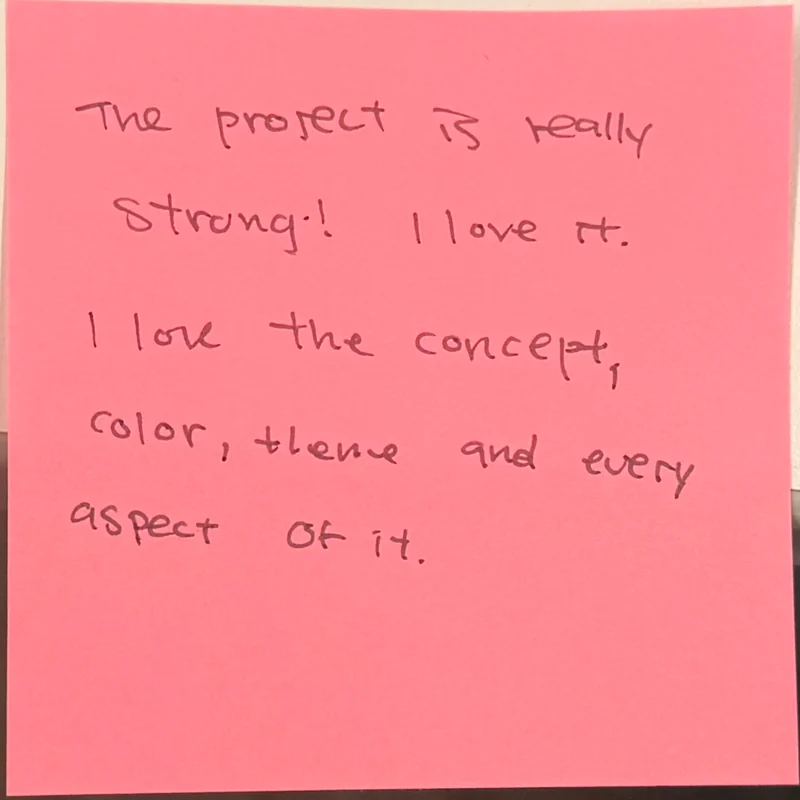 The project is really
strong! I love it.
I love the concept,
color, theme and every
aspect of it.